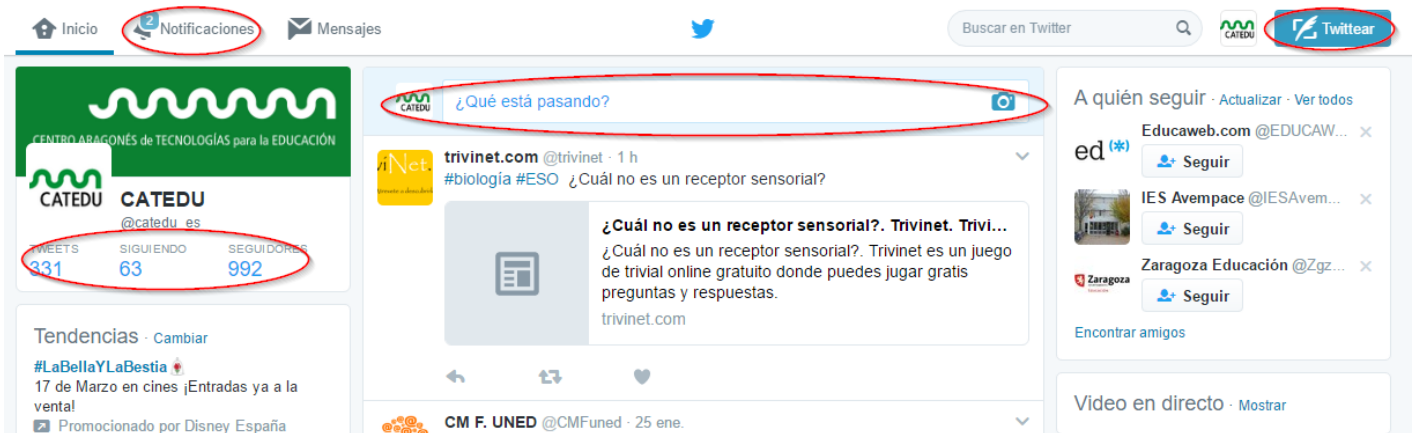 Inicio
2
Notificaciones
Mensajes
Buscar en Twitter
CATEDU
Twittear
CENTRO ARAGONÉS de TECNOLOGÍAS para la EDUCACIÓN
CATEDU
CATEDU
@catedu_es
TWEETS SIGUIENDO SEGUIDORES
331 63 992
Tendencias · Cambiar
#LaBellaYLaBestia
17 de Marzo en cines ¡Entradas ya a la
venta!
Promocionado por Disney España
CATEDU
¿Qué está pasando?
trivinet.com @trivinet · 1 h
#biología #ESO ¿Cuál no es un receptor sensorial?
¿Cuál no es un receptor sensorial?. Trivinet. Trivi...
¿Cuál no es un receptor sensorial?. Trivinet es un juego
de trivial online gratuito donde puedes jugar gratis
preguntas y respuestas.
trivinet.com
CM F. UNED @CMFuned · 25 ene.
A quién seguir · Actualizar · Ver todos
ed (*)
Educaweb.com @EDUCAW...
Seguir
IES Avempace @IESAvem...
Seguir
Zaragoza
Zaragoza Educación @Zgz...
Seguir
Encontrar amigos
Video en directo · Mostrar